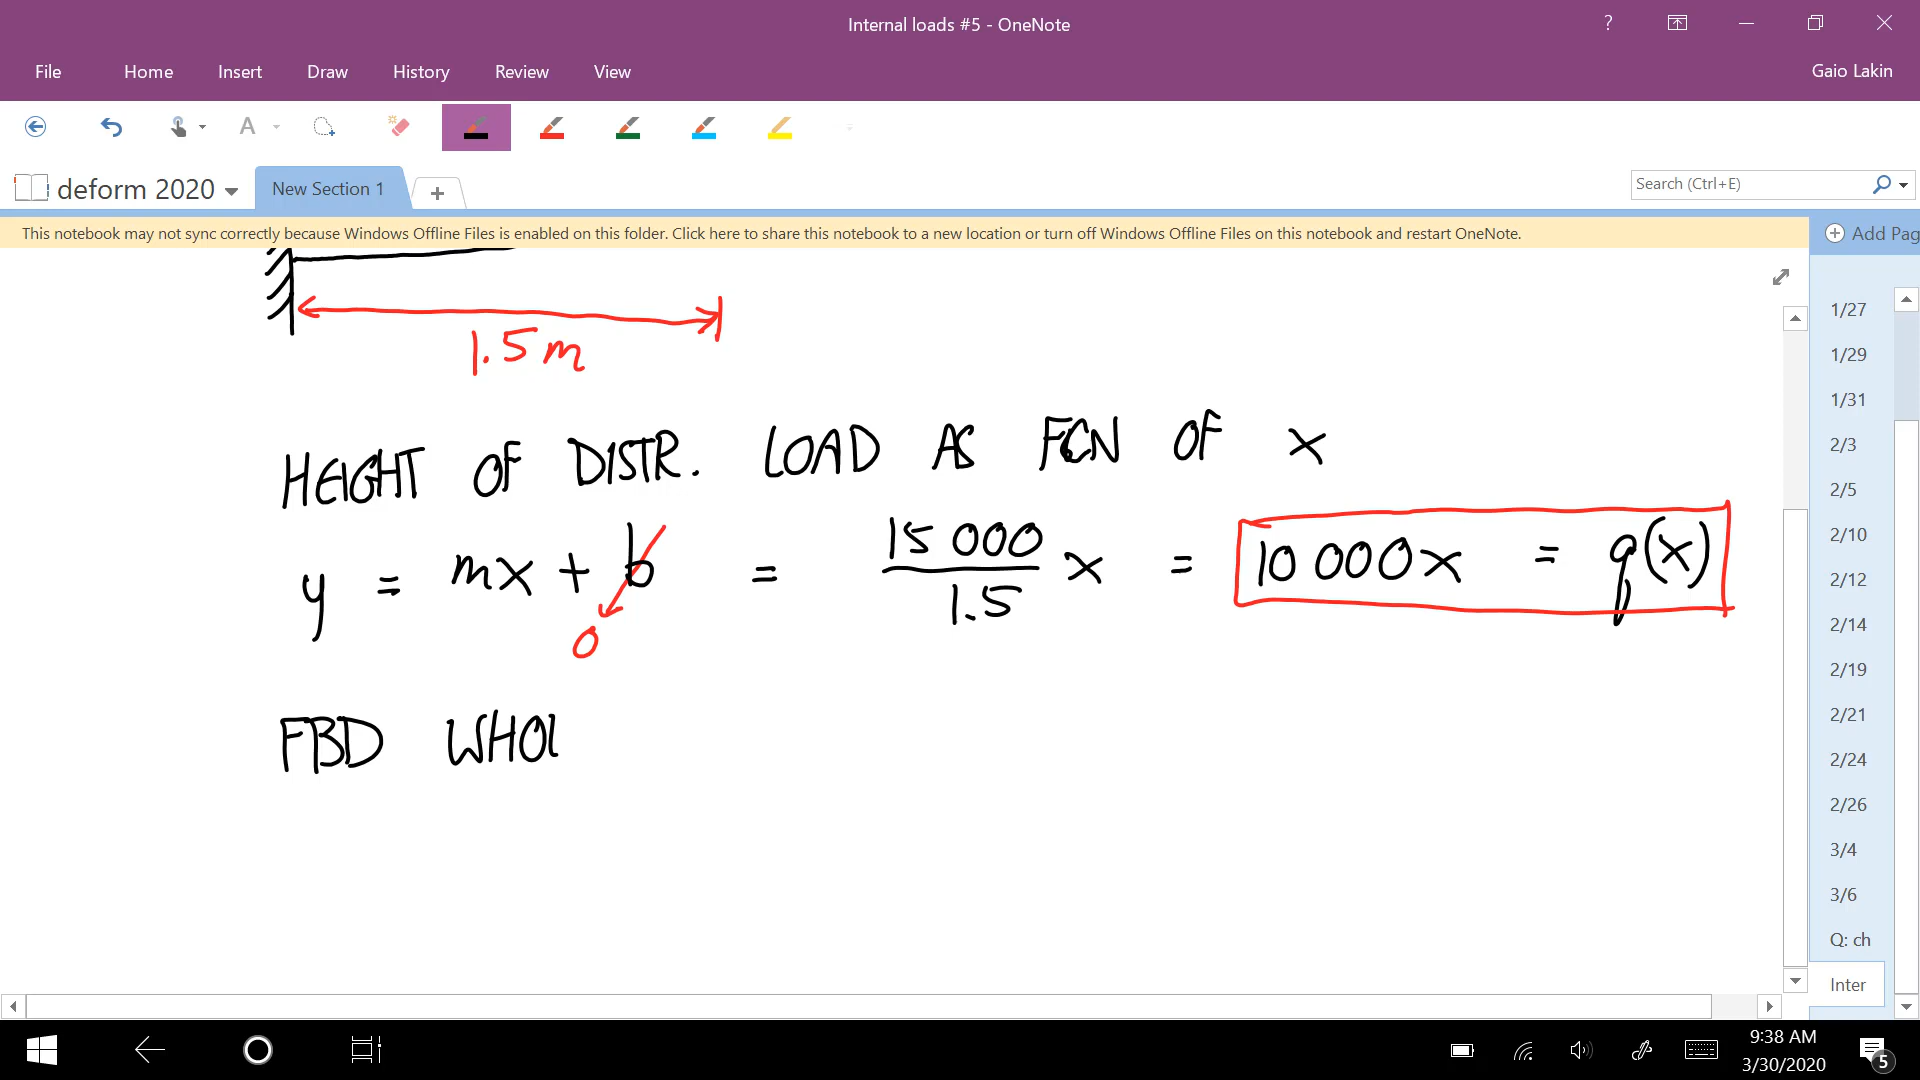 Internal loads #5 - OneNote
?
File Home Insert Draw History Review View
Gaio Lakin
A
deform 2020
New Section 1
+
Search (Ctrl+E)
This notebook may not sync correctly because Windows Offline Files is enabled on this folder. Click here to share this notebook to a new location or turn off Windows Offline Files on this notebook and restart OneNote.
Add Pag
1.5 m
HEIGHT OF DISTR. LOAD AS FCN OF x
y = mx + b = 15 000 / 1.5 x = 10 000x = q(x)
0
FBD WHOL
1/27
1/29
1/31
2/3
2/5
2/10
2/12
2/14
2/19
2/21
2/24
2/26
3/4
3/6
Q: ch
Inter
9:38 AM
3/30/2020
5